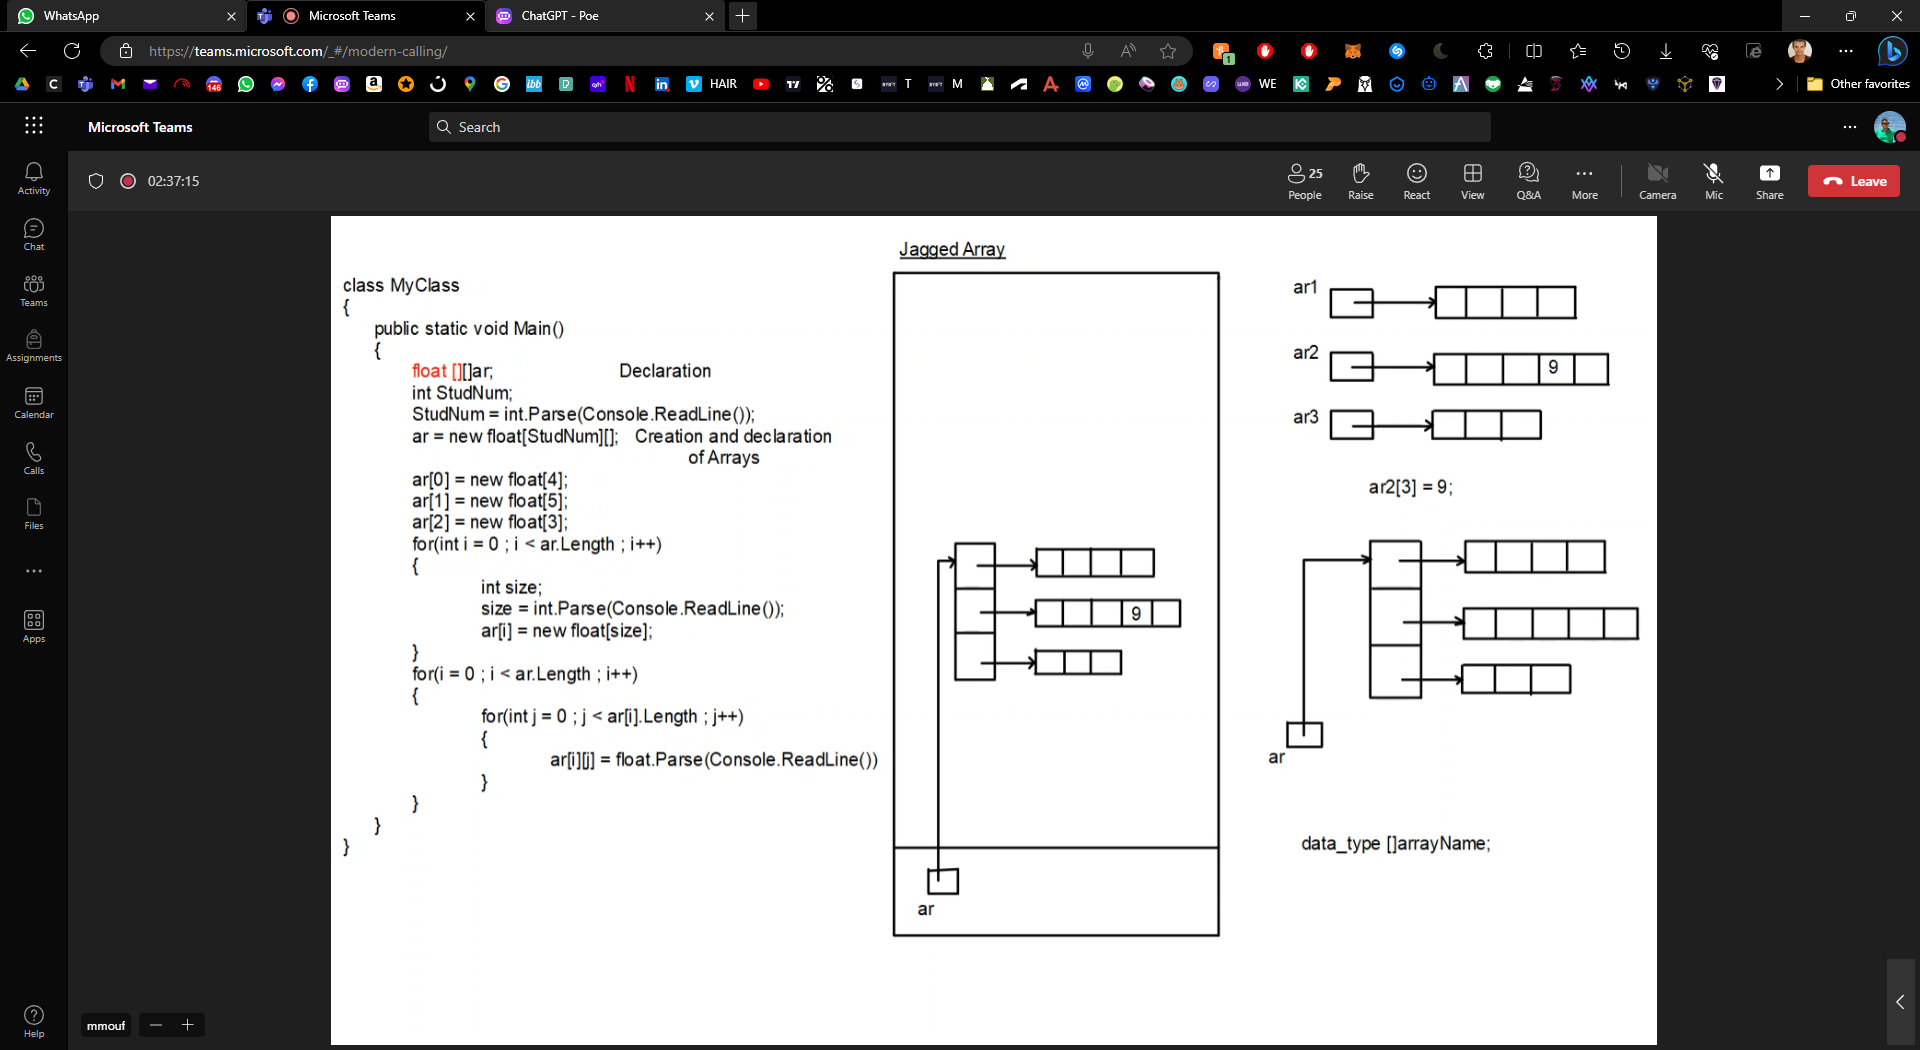 WhatsApp
Microsoft Teams
ChatGPT - Poe
https://teams.microsoft.com/_#/modern-calling/
1
146
HAIR
T
M
WE
Other favorites
Microsoft Teams
Search
Activity
Chat
Teams
Assignments
Calendar
Calls
Files
Apps
Help
02:37:15
25
People
Raise
React
View
Q&A
More
Camera
Mic
Share
Leave
class MyClass
{
public static void Main()
{
float [][]ar; Declaration
int StudNum;
StudNum = int.Parse(Console.ReadLine());
ar = new float[StudNum][]; Creation and declaration
of Arrays
ar[0] = new float[4];
ar[1] = new float[5];
ar[2] = new float[3];
for(int i = 0 ; i < ar.Length ; i++)
{
int size;
size = int.Parse(Console.ReadLine());
ar[i] = new float[size];
}
for(i = 0 ; i < ar.Length ; i++)
{
for(int j = 0 ; j < ar[i].Length ; j++)
{
ar[i][j] = float.Parse(Console.ReadLine())
}
}
}
}
Jagged Array
9
ar
ar1
ar2
9
ar3
ar2[3] = 9;
ar
data_type []arrayName;
mmouf